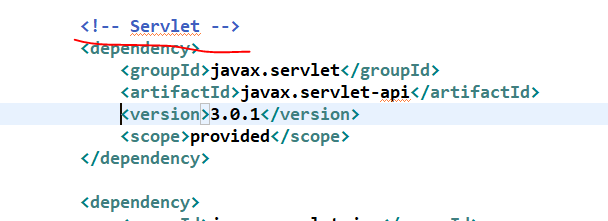 <!-- Servlet -->
<dependency>
<groupId>javax.servlet</groupId>
<artifactId>javax.servlet-api</artifactId>
<version>3.0.1</version>
<scope>provided</scope>
</dependency>
<dependency>